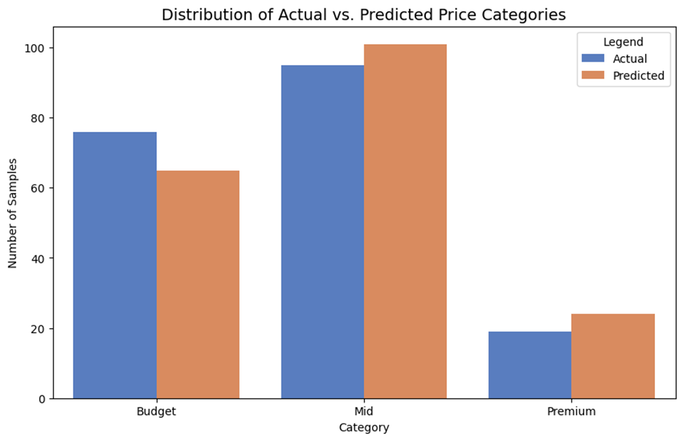 Distribution of Actual vs. Predicted Price Categories
Legend
Actual
Predicted
Number of Samples
100
80
60
40
20
0
Budget
Mid
Premium
Category